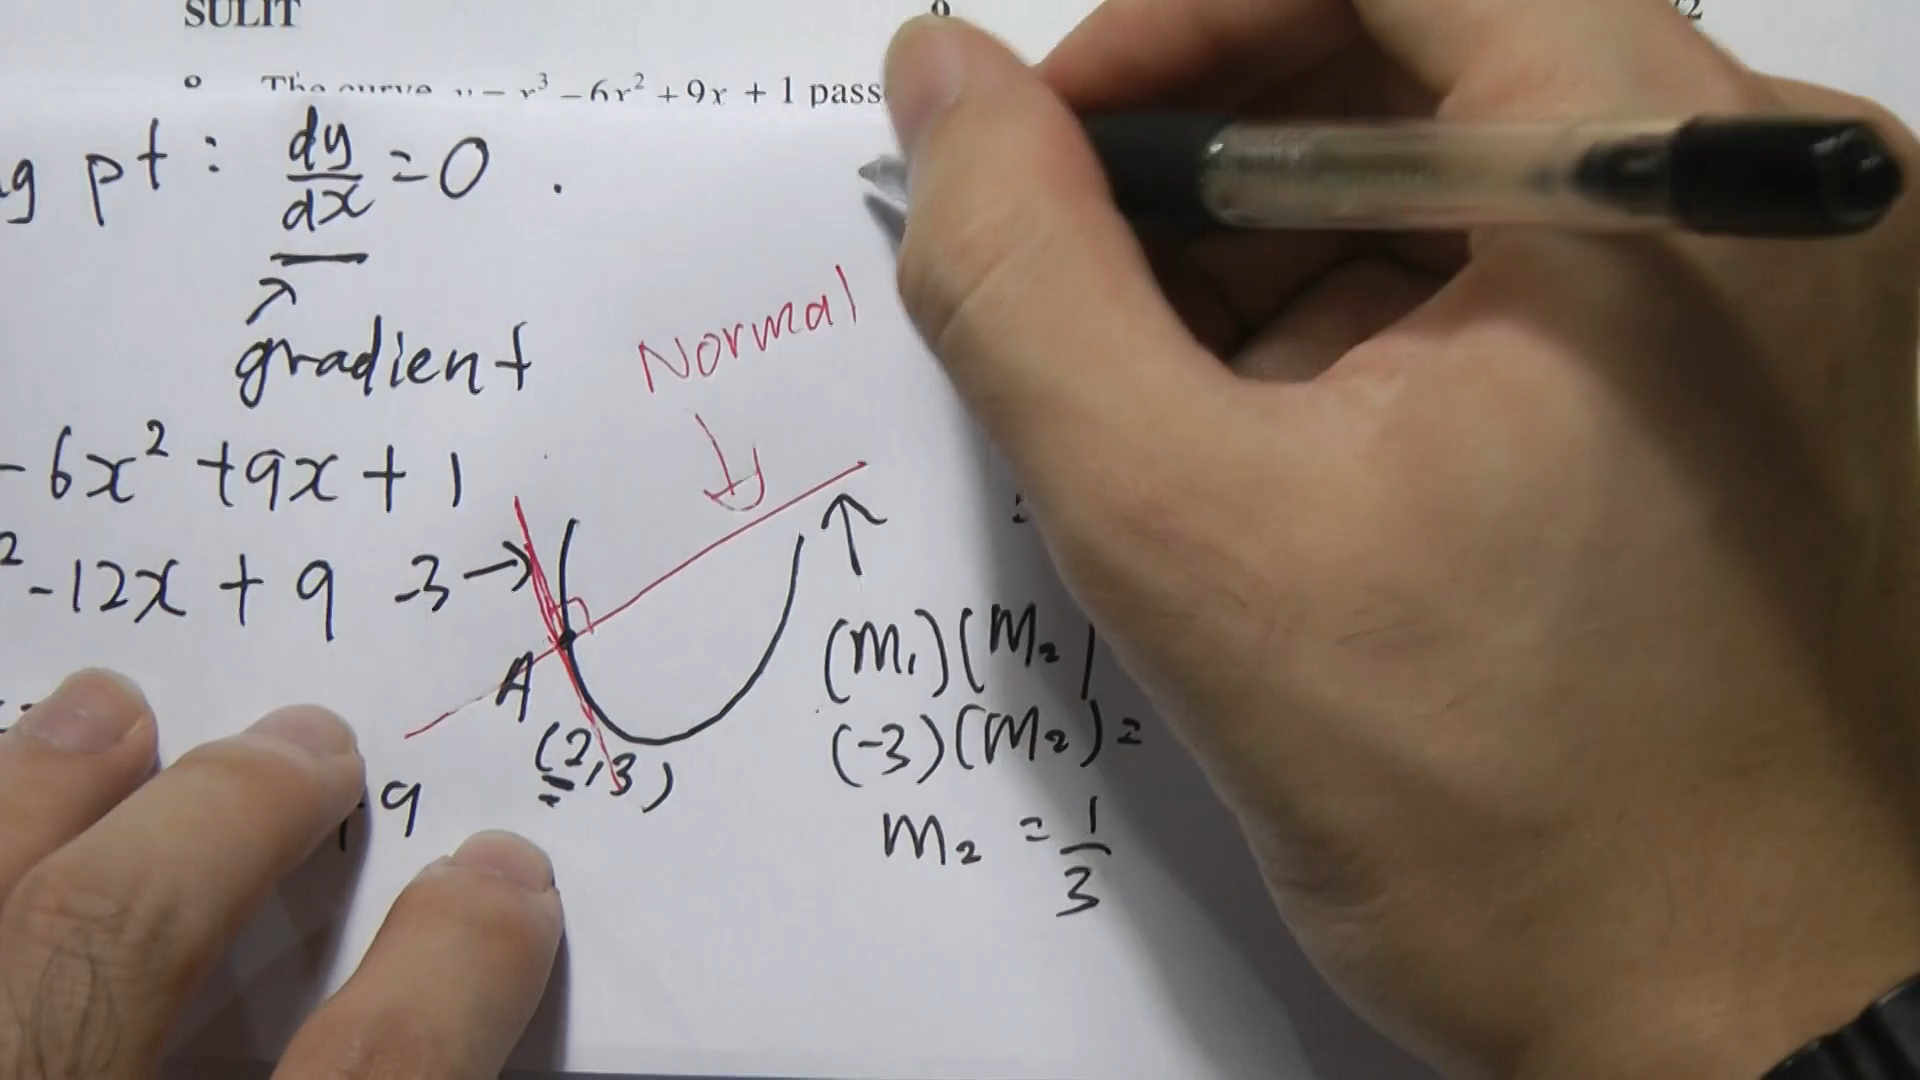 SULIT
The curve y = x³ – 6x² + 9x + 1 pass
g pt : dy/dx = 0 .
gradient
Normal
- 6x² + 9x + 1
² - 12x + 9
-3 →
A
(2,3)
+ 9
(m₁)(m₂)
(-3)(m₂) =
m₂ = 1/3